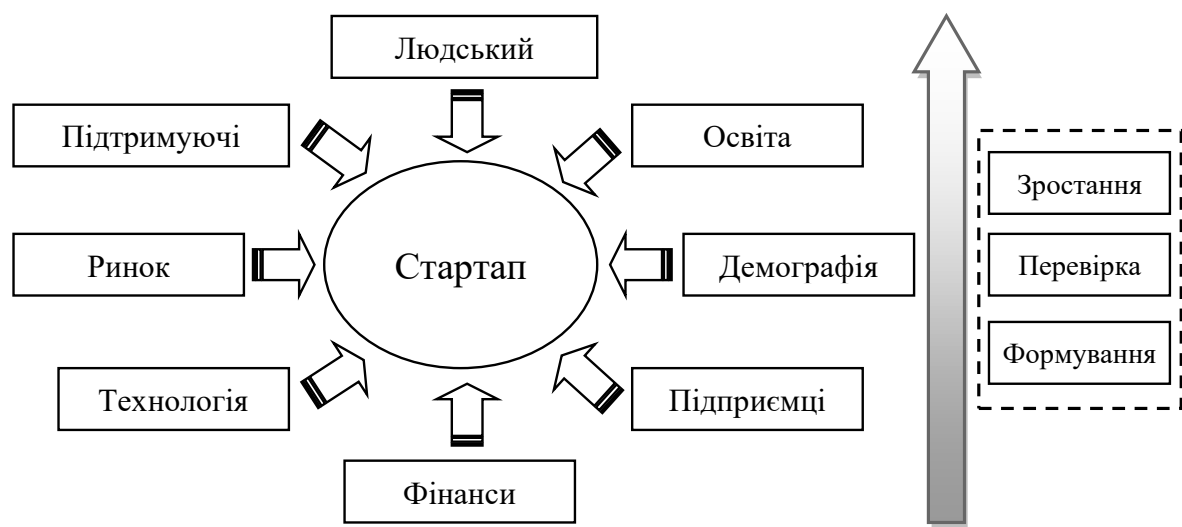 Людський
Підтримуючі
Освіта
Ринок
Стартап
Демографія
Технологія
Підприємці
Фінанси
Зростання
Перевірка
Формування